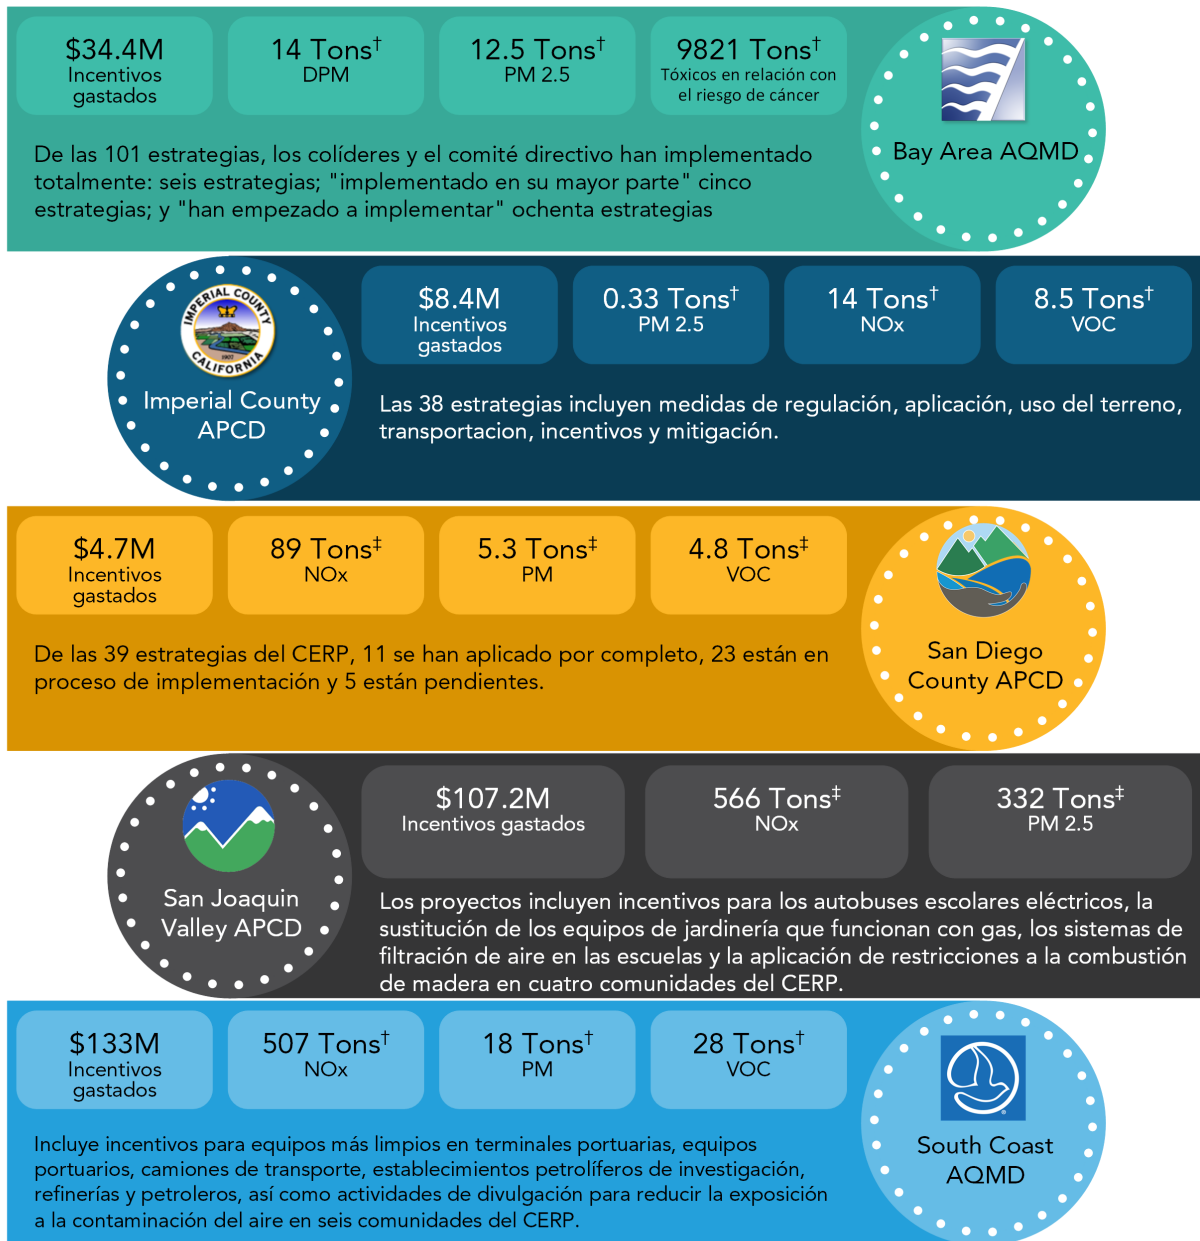 $34.4M
Incentivos
gastados
14 Tons†
DPM
12.5 Tons†
PM 2.5
9821 Tons†
Tóxicos en relación con
el riesgo de cáncer
Bay Area AQMD
De las 101 estrategias, los colíderes y el comité directivo han implementado
totalmente: seis estrategias; "implementado en su mayor parte" cinco
estrategias; y "han empezado a implementar" ochenta estrategias
IMPERIAL COUNTY
1907
CALIFORNIA
Imperial County
APCD
$8.4M
Incentivos
gastados
0.33 Tons†
PM 2.5
14 Tons†
NOx
8.5 Tons†
VOC
Las 38 estrategias incluyen medidas de regulación, aplicación, uso del terreno,
transportacion, incentivos y mitigación.
$4.7M
Incentivos
gastados
89 Tons‡
NOx
5.3 Tons‡
PM
4.8 Tons‡
VOC
San Diego
County APCD
De las 39 estrategias del CERP, 11 se han aplicado por completo, 23 están en
proceso de implementación y 5 están pendientes.
San Joaquin
Valley APCD
$107.2M
Incentivos gastados
566 Tons‡
NOx
332 Tons‡
PM 2.5
Los proyectos incluyen incentivos para los autobuses escolares eléctricos, la
sustitución de los equipos de jardinería que funcionan con gas, los sistemas de
filtración de aire en las escuelas y la aplicación de restricciones a la combustión
de madera en cuatro comunidades del CERP.
$133M
Incentivos
gastados
507 Tons†
NOx
18 Tons†
PM
28 Tons†
VOC
South Coast
AQMD
Incluye incentivos para equipos más limpios en terminales portuarias, equipos
portuarios, camiones de transporte, establecimientos petrolíferos de investigación,
refinerías y petroleros, así como actividades de divulgación para reducir la exposición
a la contaminación del aire en seis comunidades del CERP.